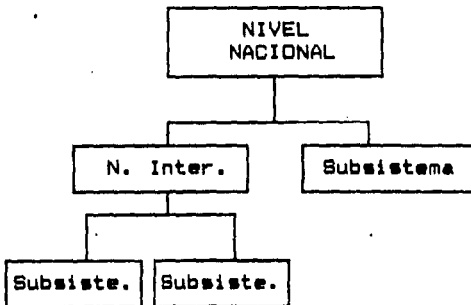 NIVEL
NACIONAL
N. Inter.
Subsistema
Subsiste.
Subsiste.